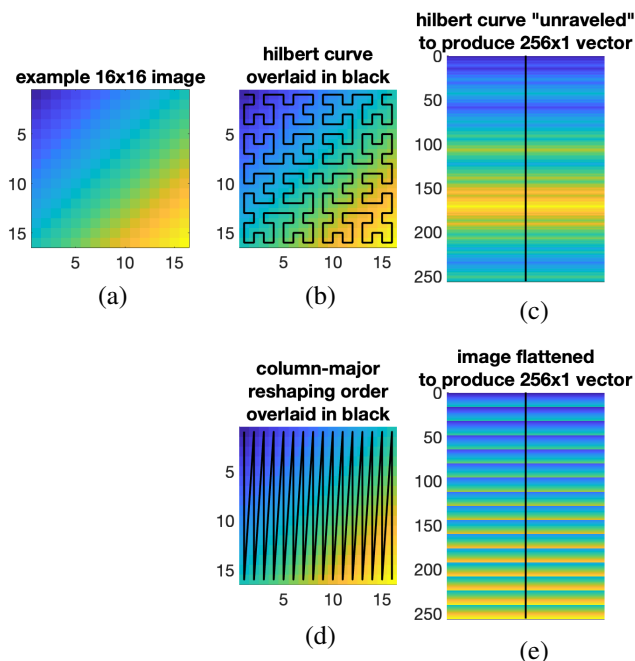 example 16x16 image
5
10
15
5 10 15
(a)
hilbert curve
overlaid in black
5
10
15
5 10 15
(b)
hilbert curve "unraveled"
to produce 256x1 vector
0
50
100
150
200
250
(c)
column-major
reshaping order
overlaid in black
5
10
15
5 10 15
(d)
image flattened
to produce 256x1 vector
0
50
100
150
200
250
(e)